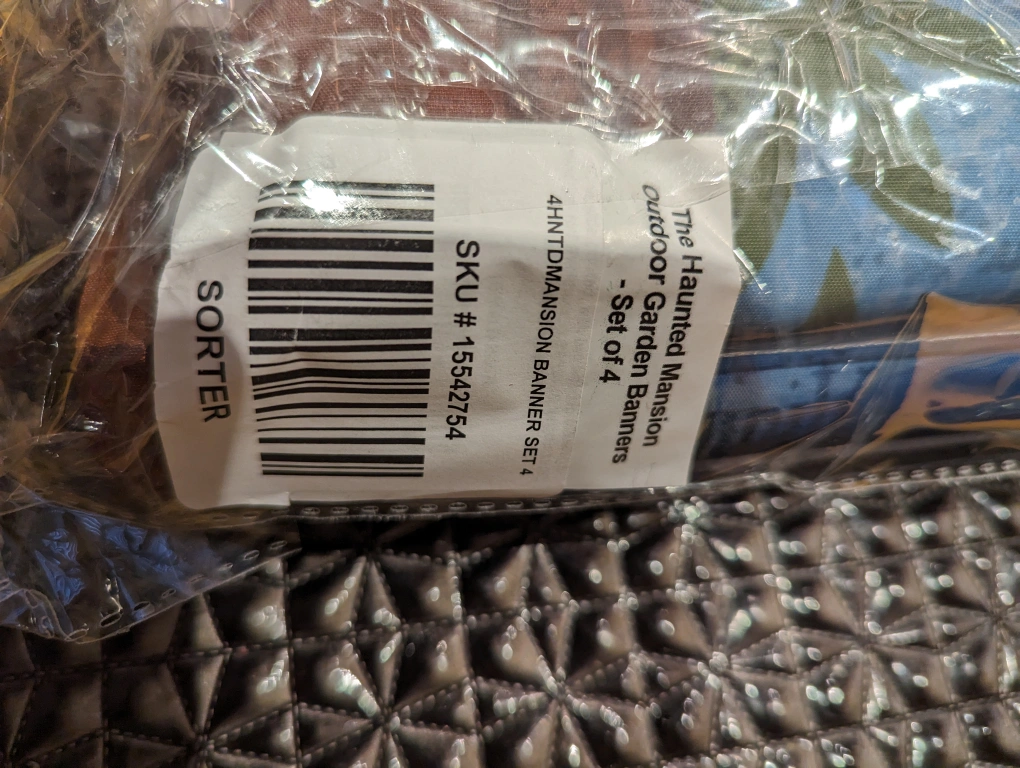 The Haunted Mansion
Outdoor Garden Banners
- Set of 4
4HNTDMANSION BANNER SET 4
SKU # 15542754
SORTER